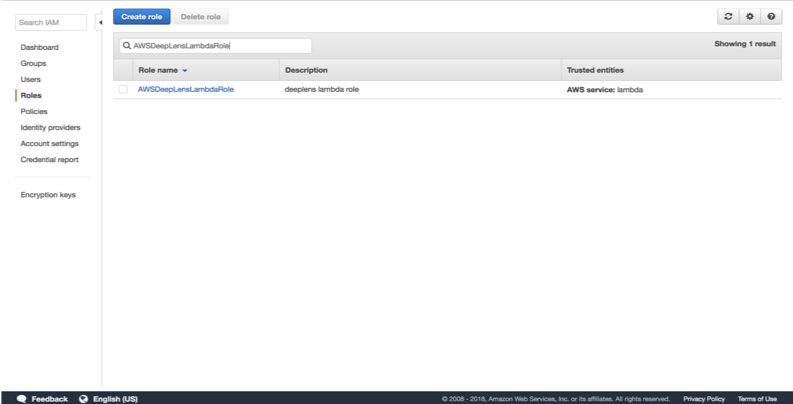 Search IAM
Create role Delete role
AWSDeepLensLambdaRole
Showing 1 result
Dashboard
Groups
Users
Roles
Policies
Identity providers
Account settings
Credential report
Encryption keys
Role name Description Trusted entities
AWSDeepLensLambdaRole deeplens lambda role AWS service: lambda
Feedback English (US) © 2008 - 2018, Amazon Web Services, Inc. or its affiliates. All rights reserved. Privacy Policy Terms of Use